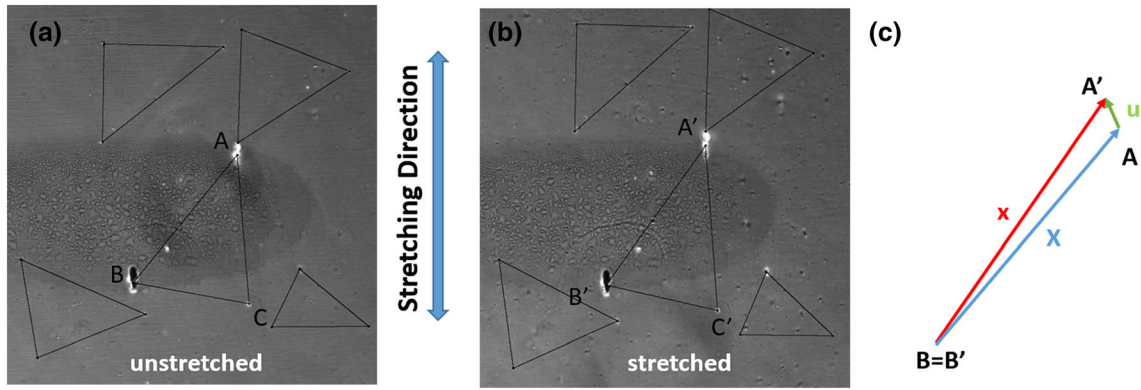 (a)
A
B
C
unstretched
Stretching Direction
(b)
A'
B'
C'
stretched
(c)
A'
u
A
x
X
B=B'